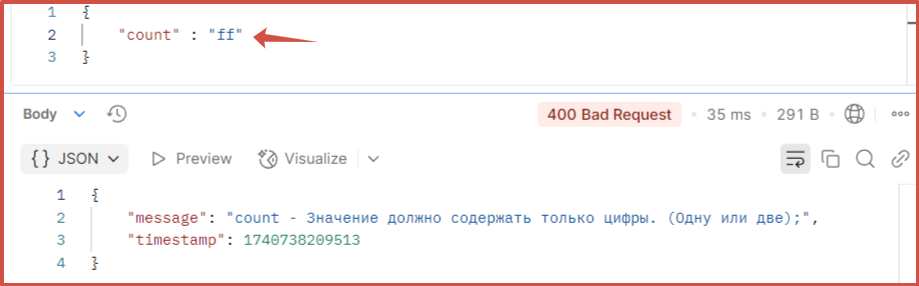 1 {
2 "count" : "ff"
3 }
Body 400 Bad Request • 35 ms • 291 B •
{} JSON Preview Visualize
1 {
2 "message": "count - Значение должно содержать только цифры. (Одну или две);",
3 "timestamp": 1740738209513
4 }